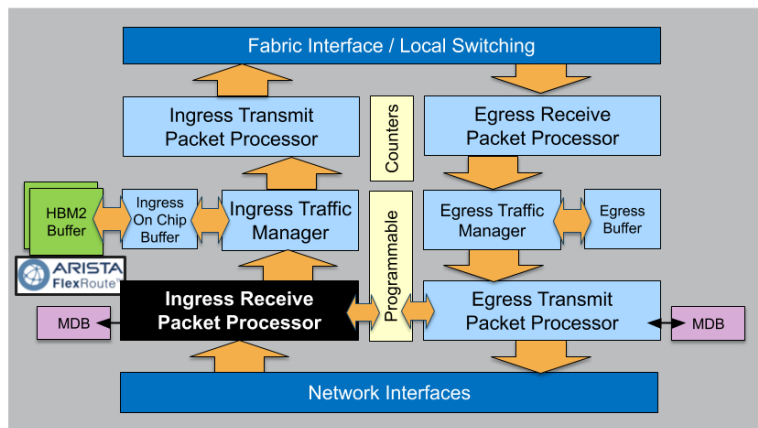 Fabric Interface / Local Switching
Ingress Transmit
Packet Processor
Counters
Egress Receive
Packet Processor
HBM2
Buffer
Ingress
On Chip
Buffer
Ingress Traffic
Manager
Programmable
Egress Traffic
Manager
Egress
Buffer
ARISTA
FlexRoute™
MDB
Ingress Receive
Packet Processor
Egress Transmit
Packet Processor
MDB
Network Interfaces